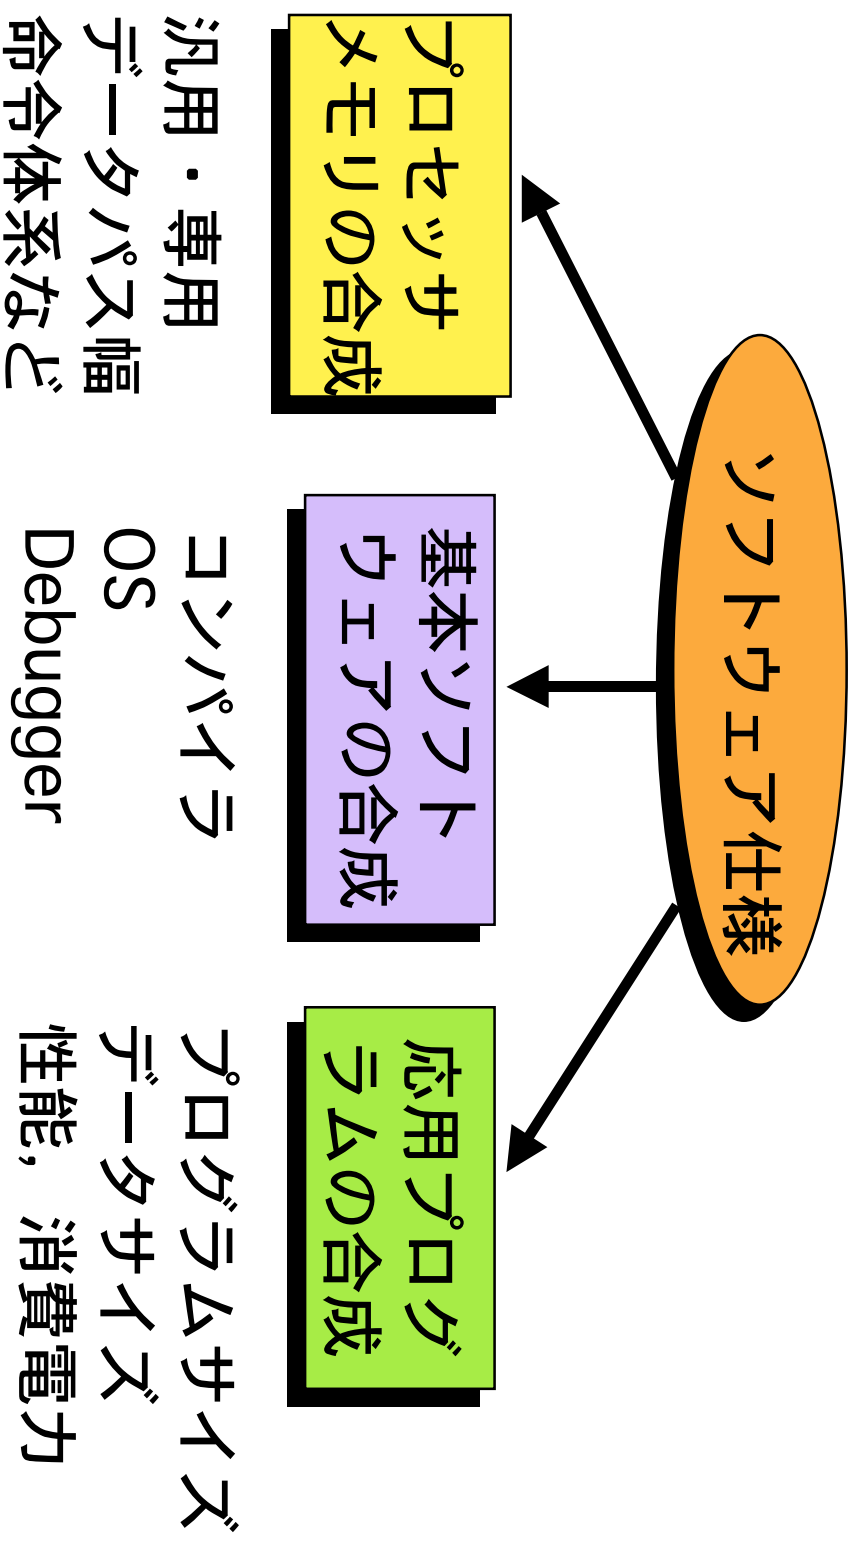 ソフトウェア仕様
プロセッサ
メモリの合成
汎用・専用
データパス幅
命令体系など
基本ソフト
ウェアの合成
コンパイラ
OS
Debugger
応用プログ
ラムの合成
プログラムサイズ
データサイズ
性能，消費電力